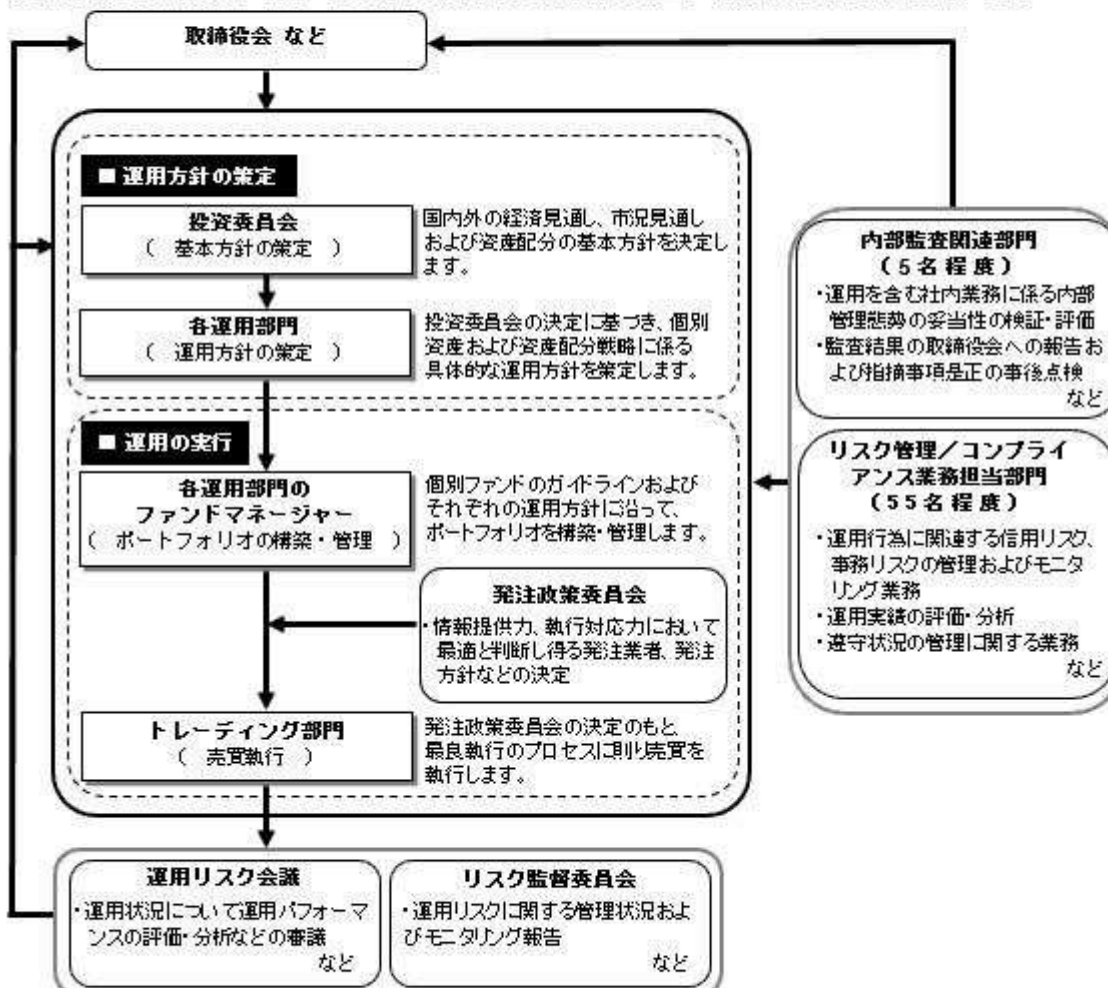 取締役会 など
■ 運用方針の策定
投資委員会
（ 基本方針の策定 ）
国内外の経済見通し、市況見通し
および資産配分の基本方針を決定し
ます。
各運用部門
（ 運用方針の策定 ）
投資委員会の決定に基づき、個別
資産および資産配分戦略に係る
具体的な運用方針を策定します。
■ 運用の実行
各運用部門の
ファンドマネージャー
（ ポートフォリオの構築・管理 ）
個別ファンドのガイドラインおよび
それぞれの運用方針に沿って、
ポートフォリオを構築・管理します。
発注政策委員会
・情報提供力、執行対応力において
最適と判断し得る発注業者、発注
方針などの決定
トレーディング部門
（ 売買執行 ）
発注政策委員会の決定のもと
最良執行のプロセスに則り売買を
執行します。
内部監査関連部門
（５名程度）
・運用を含む社内業務に係る内部
管理態勢の妥当性の検証・評価
・監査結果の取締役会への報告お
よび指摘事項是正の事後点検
など
リスク管理／コンプライ
アンス業務担当部門
（５５名程度）
・運用行為に関連する信用リスク、
事務リスクの管理およびモニタ
リング業務
・運用実績の評価・分析
・遵守状況の管理に関する業務
など
運用リスク会議
・運用状況について運用パフォーマ
ンスの評価・分析などの審議
など
リスク監督委員会
・運用リスクに関する管理状況およ
びモニタリング報告
など